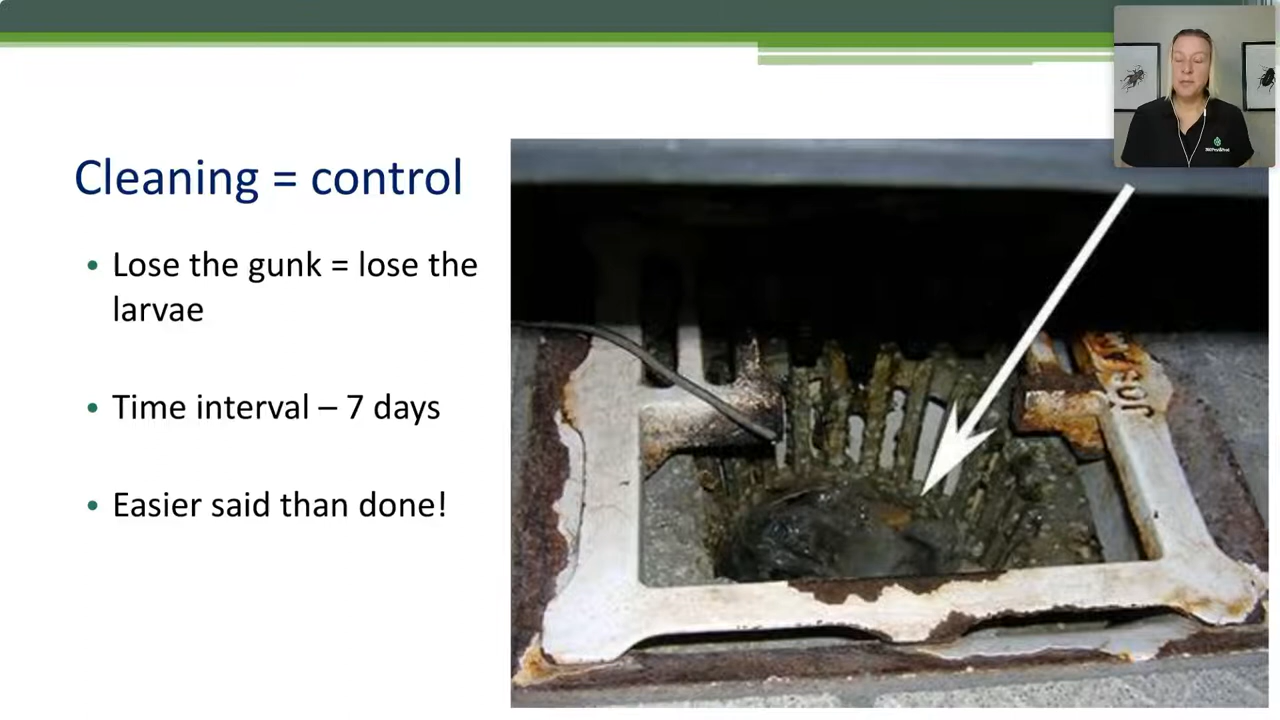 Cleaning = control
• Lose the gunk = lose the
larvae
• Time interval – 7 days
• Easier said than done!